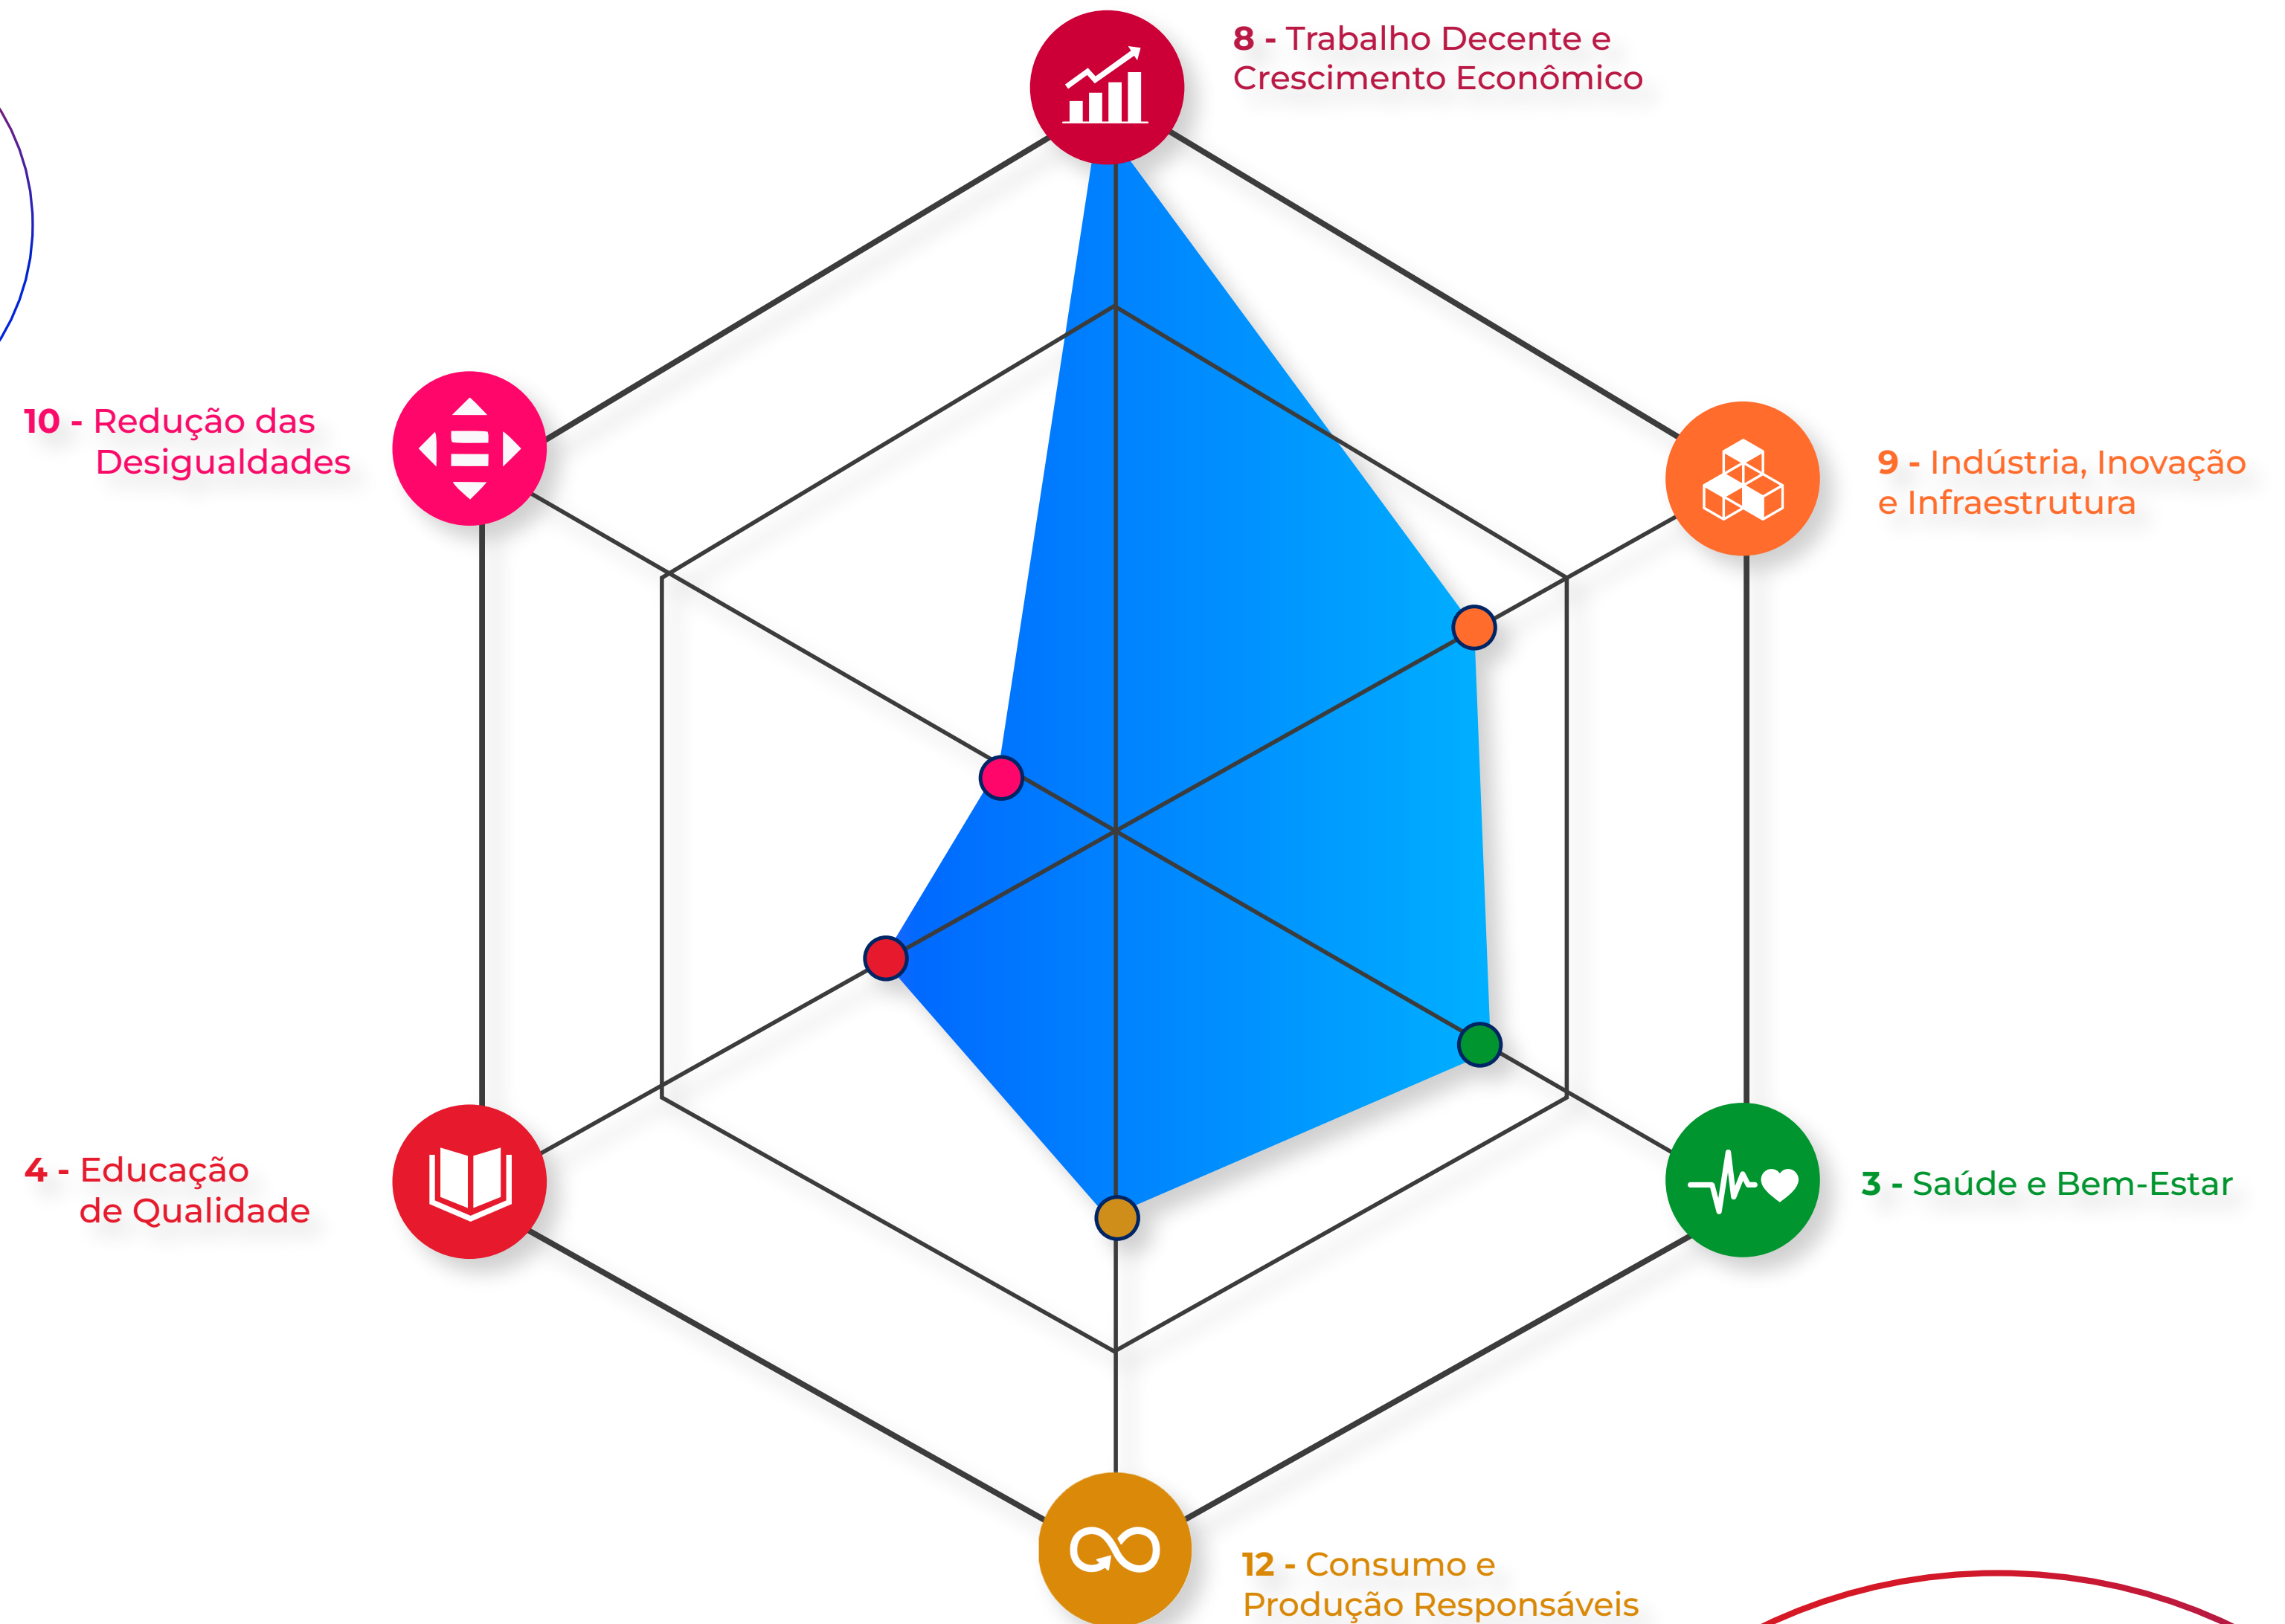 8 - Trabalho Decente e
Crescimento Econômico
10 - Redução das
Desigualdades
9 - Indústria, Inovação
e Infraestrutura
4 - Educação
de Qualidade
3 - Saúde e Bem-Estar
12 - Consumo e
Produção Responsáveis